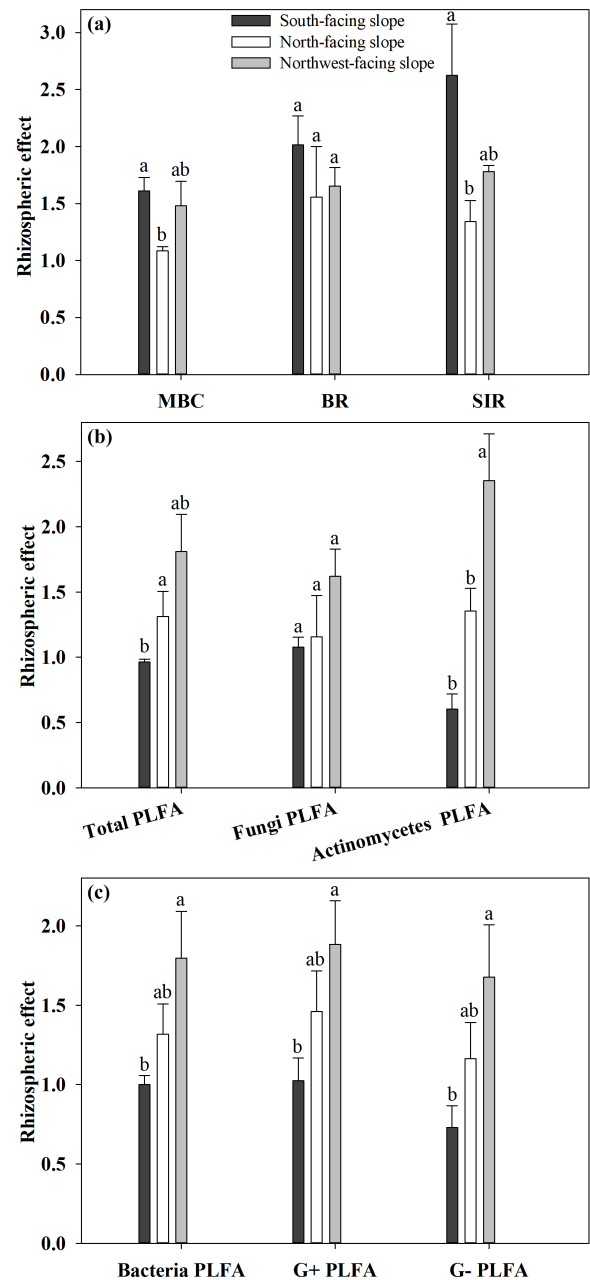 (a)
South-facing slope
North-facing slope
Northwest-facing slope
Rhizospheric effect
3.0
2.5
2.0
1.5
1.0
0.5
0.0
a b ab
a a a
a b ab
MBC BR SIR
(b)
Rhizospheric effect
2.5
2.0
1.5
1.0
0.5
0.0
b a ab
a a a
b b a
Total PLFA Fungi PLFA Actinomycetes PLFA
(c)
Rhizospheric effect
2.0
1.5
1.0
0.5
0.0
b ab a
b ab a
b ab a
Bacteria PLFA G+ PLFA G- PLFA